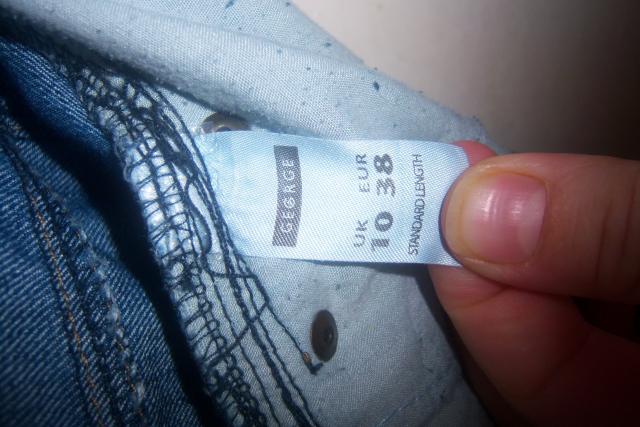 GEORGE
UK EUR
10 38
STANDARD LENGTH